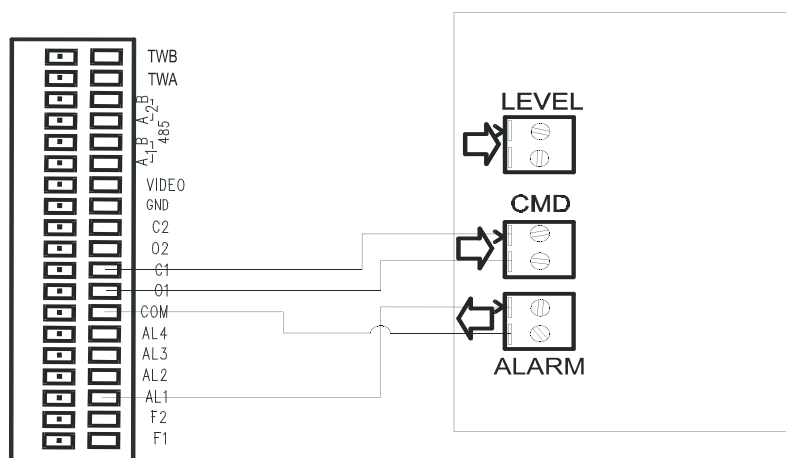 TWB
TWA
B
A
2
B
A
1
485
VIDEO
GND
C2
O2
C1
O1
COM
AL4
AL3
AL2
AL1
F2
F1
LEVEL
CMD
ALARM